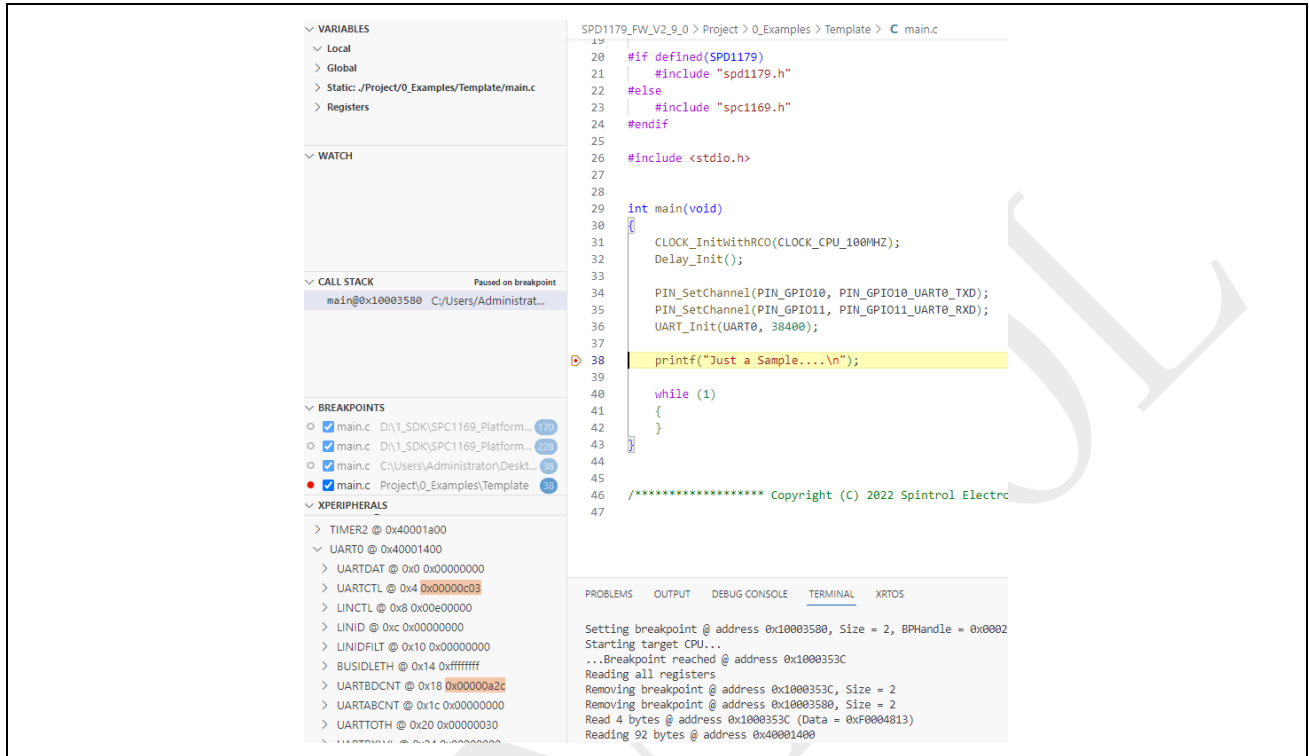 VARIABLES
Local
Global
Static: ./Project/0_Examples/Template/main.c
Registers
WATCH
CALL STACK Paused on breakpoint
main@0x10003580 C:/Users/Administrat...
BREAKPOINTS
main.c D:\1_SDK\SPC1169_Platform... 170
main.c D:\1_SDK\SPC1169_Platform... 228
main.c C:\Users\Administrator\Deskt... 38
main.c Project\0_Examples\Template 38
XPERIPHERALS
TIMER2 @ 0x40001a00
UART0 @ 0x40001400
UARTDAT @ 0x0 0x00000000
UARTCTL @ 0x4 0x00000c03
LINCTL @ 0x8 0x00e00000
LINID @ 0xc 0x00000000
LINIDFILT @ 0x10 0x00000000
BUSIDLETH @ 0x14 0xffffffff
UARTBDCNT @ 0x18 0x00000a2c
UARTABCNT @ 0x1c 0x00000000
UARTTOTH @ 0x20 0x00000030
SPD1179_FW_V2_9_0 > Project > 0_Examples > Template > C main.c
19
20 #if defined(SPD1179)
21 #include "spd1179.h"
22 #else
23 #include "spc1169.h"
24 #endif
25
26 #include <stdio.h>
27
28
29 int main(void)
30 {
31 CLOCK_InitWithRCO(CLOCK_CPU_100MHZ);
32 Delay_Init();
33
34 PIN_SetChannel(PIN_GPIO10, PIN_GPIO10_UART0_TXD);
35 PIN_SetChannel(PIN_GPIO11, PIN_GPIO11_UART0_RXD);
36 UART_Init(UART0, 38400);
37
38 printf("Just a Sample....\n");
39
40 while (1)
41 {
42 }
43 }
44
45
46 /******************* Copyright (C) 2022 Spintrol Electro
47
PROBLEMS OUTPUT DEBUG CONSOLE TERMINAL XRTOS
Setting breakpoint @ address 0x10003580, Size = 2, BPHandle = 0x0002
Starting target CPU...
...Breakpoint reached @ address 0x1000353C
Reading all registers
Removing breakpoint @ address 0x1000353C, Size = 2
Removing breakpoint @ address 0x10003580, Size = 2
Read 4 bytes @ address 0x1000353C (Data = 0xF0004813)
Reading 92 bytes @ address 0x40001400